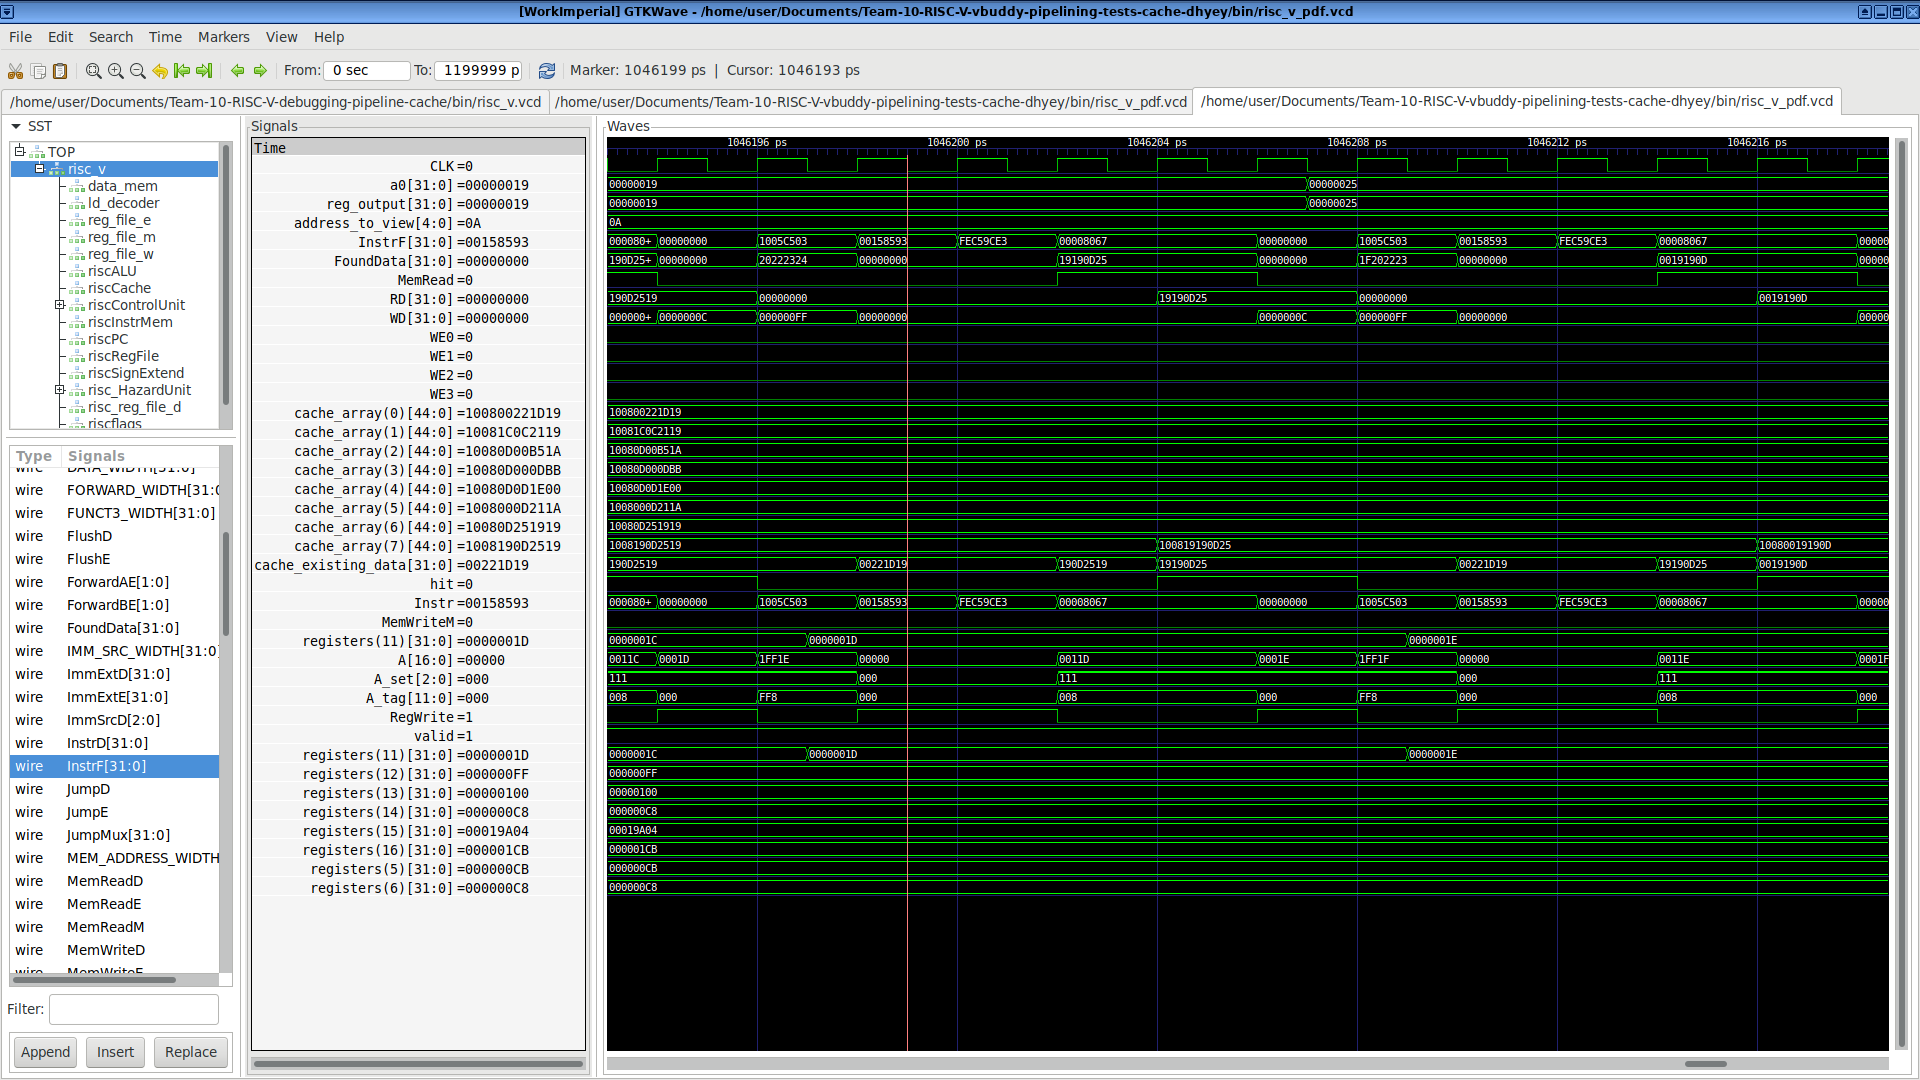 [WorkImperial] GTKWave - /home/user/Documents/Team-10-RISC-V-vbuddy-pipelining-tests-cache-dhyey/bin/risc_v_pdf.vcd
File Edit Search Time Markers View Help
From: 0 sec To: 1199999 p Marker: 1046199 ps | Cursor: 1046193 ps
/home/user/Documents/Team-10-RISC-V-debugging-pipeline-cache/bin/risc_v.vcd /home/user/Documents/Team-10-RISC-V-vbuddy-pipelining-tests-cache-dhyey/bin/risc_v_pdf.vcd /home/user/Documents/Team-10-RISC-V-vbuddy-pipelining-tests-cache-dhyey/bin/risc_v_pdf.vcd
SST
TOP
risc_v
data_mem
ld_decoder
reg_file_e
reg_file_m
reg_file_w
riscALU
riscCache
riscControlUnit
riscInstrMem
riscPC
riscRegFile
riscSignExtend
risc_HazardUnit
risc_reg_file_d
riscflags
Type Signals
wire DATA_WIDTH[31:0]
wire FORWARD_WIDTH[31:0
wire FUNCT3_WIDTH[31:0]
wire FlushD
wire FlushE
wire ForwardAE[1:0]
wire ForwardBE[1:0]
wire FoundData[31:0]
wire IMM_SRC_WIDTH[31:0
wire ImmExtD[31:0]
wire ImmExtE[31:0]
wire ImmSrcD[2:0]
wire InstrD[31:0]
wire InstrF[31:0]
wire JumpD
wire JumpE
wire JumpMux[31:0]
wire MEM_ADDRESS_WIDTH
wire MemReadD
wire MemReadE
wire MemReadM
wire MemWriteD
wire MemWriteE
Filter:
Append Insert Replace
Signals
Time
CLK=0
a0[31:0]=00000019
reg_output[31:0]=00000019
address_to_view[4:0]=0A
InstrF[31:0]=00158593
FoundData[31:0]=00000000
MemRead=0
RD[31:0]=00000000
WD[31:0]=00000000
WE0=0
WE1=0
WE2=0
WE3=0
cache_array(0)[44:0]=100800221D19
cache_array(1)[44:0]=10081C0C2119
cache_array(2)[44:0]=10080D00B51A
cache_array(3)[44:0]=10080D000DBB
cache_array(4)[44:0]=10080D0D1E00
cache_array(5)[44:0]=1008000D211A
cache_array(6)[44:0]=10080D251919
cache_array(7)[44:0]=1008190D2519
cache_existing_data[31:0]=00221D19
hit=0
Instr=00158593
MemWriteM=0
registers(11)[31:0]=0000001D
A[16:0]=00000
A_set[2:0]=000
A_tag[11:0]=000
RegWrite=1
valid=1
registers(11)[31:0]=0000001D
registers(12)[31:0]=000000FF
registers(13)[31:0]=00000100
registers(14)[31:0]=000000C8
registers(15)[31:0]=00019A04
registers(16)[31:0]=000001CB
registers(5)[31:0]=000000CB
registers(6)[31:0]=000000C8
Waves
1046196 ps 1046200 ps 1046204 ps 1046208 ps 1046212 ps 1046216 ps
00000019 00000025
00000019 00000025
0A
000080+ 00000000 1005C503 00158593 FEC59CE3 00008067 00000000 1005C503 00158593 FEC59CE3 00008067 00000
190D25+ 00000000 20222324 00000000 19190D25 00000000 1F202223 00000000 0019190D 00000
190D2519 00000000 19190D25 00000000 0019190D
000000+ 0000000C 000000FF 00000000 0000000C 000000FF 00000000 00000
100800221D19
10081C0C2119
10080D00B51A
10080D000DBB
10080D0D1E00
1008000D211A
10080D251919
1008190D2519 100819190D25 10080019190D
190D2519 00221D19 190D2519 19190D25 00221D19 19190D25 0019190D
000080+ 00000000 1005C503 00158593 FEC59CE3 00008067 00000000 1005C503 00158593 FEC59CE3 00008067 00000
0000001C 0000001D 0000001E
0011C 0001D 1FF1E 00000 0011D 0001E 1FF1F 00000 0011E 0001F
111 000 111 000 111
008 000 FF8 000 008 000 FF8 000 008 000
0000001C 0000001D 0000001E
000000FF
00000100
000000C8
00019A04
000001CB
000000CB
000000C8